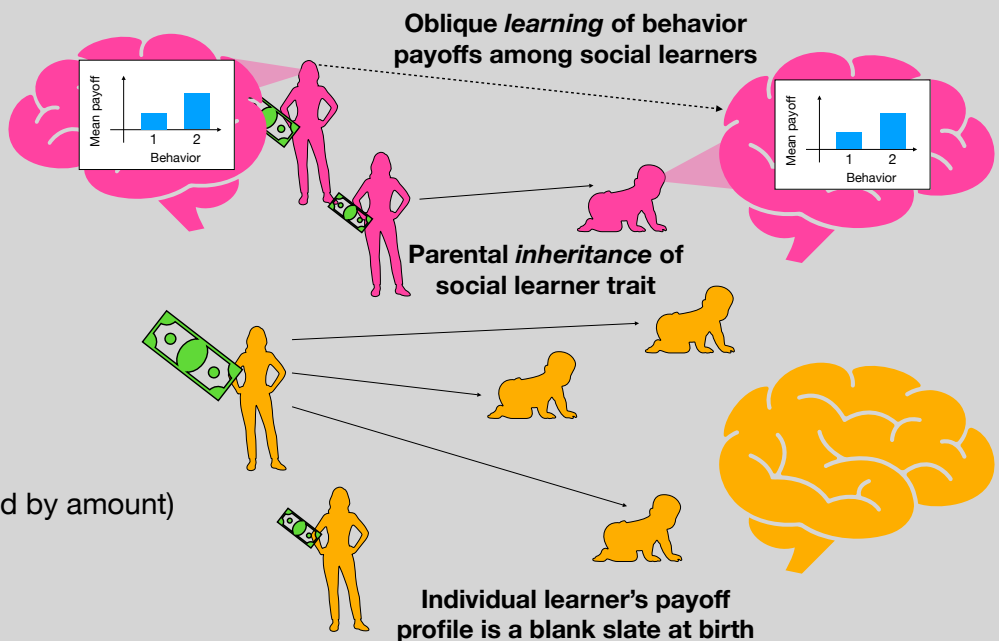 Oblique learning of behavior
payoffs among social learners
Mean payoff
1 2
Behavior
Mean payoff
1 2
Behavior
Parental inheritance of
social learner trait
d by amount)
Individual learner's payoff
profile is a blank slate at birth